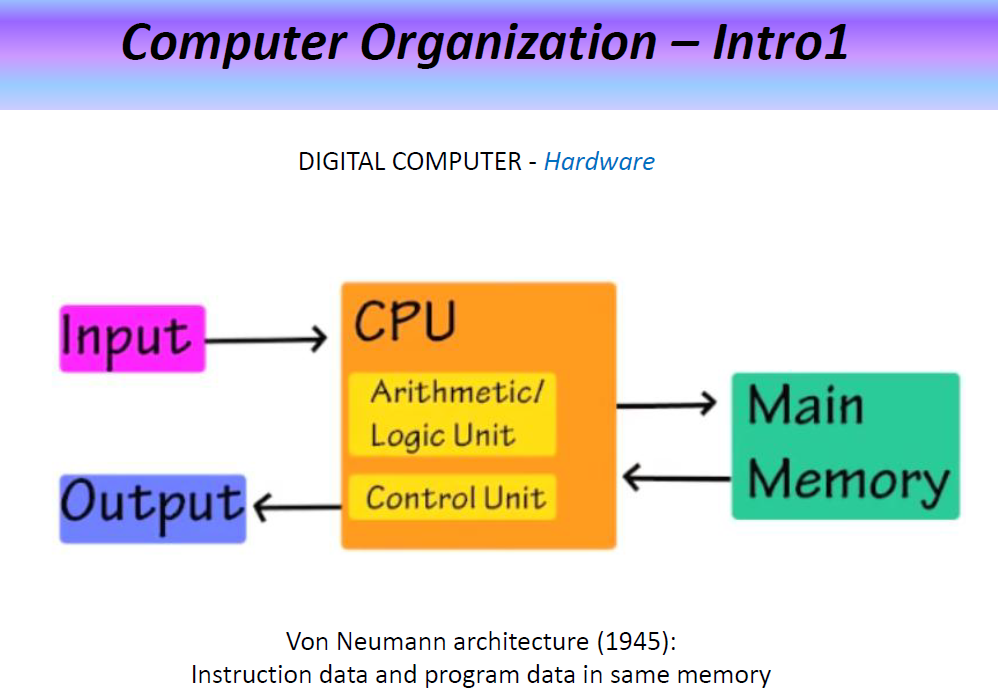 Computer Organization – Intro1
DIGITAL COMPUTER - Hardware
Input
Output
CPU
Arithmetic/
Logic Unit
Control Unit
Main
Memory
Von Neumann architecture (1945):
Instruction data and program data in same memory